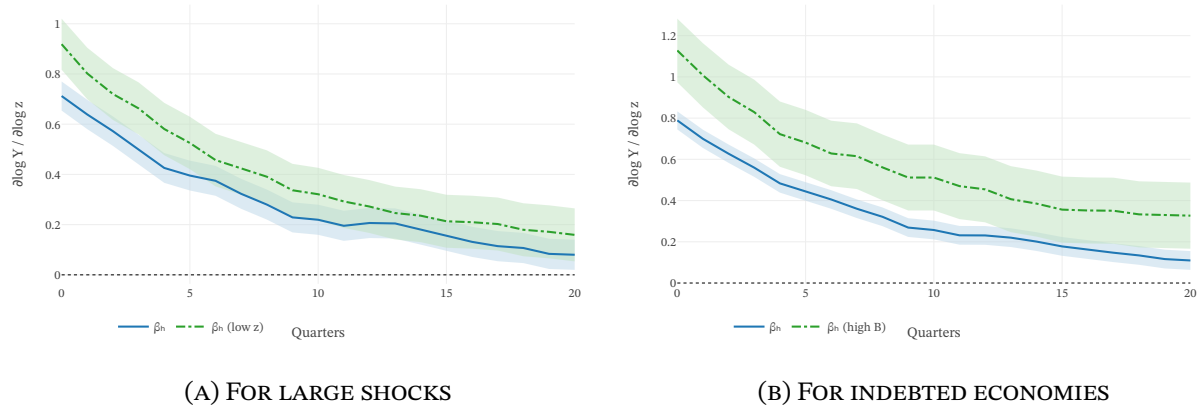 1
0.8
0.6
0.4
0.2
0
∂log Y / ∂log z
0 5 10 15 20
βₕ βₕ (low z) Quarters
(A) FOR LARGE SHOCKS
1.2
1
0.8
0.6
0.4
0.2
0
∂log Y / ∂log z
0 5 10 15 20
βₕ βₕ (high B) Quarters
(B) FOR INDEBTED ECONOMIES